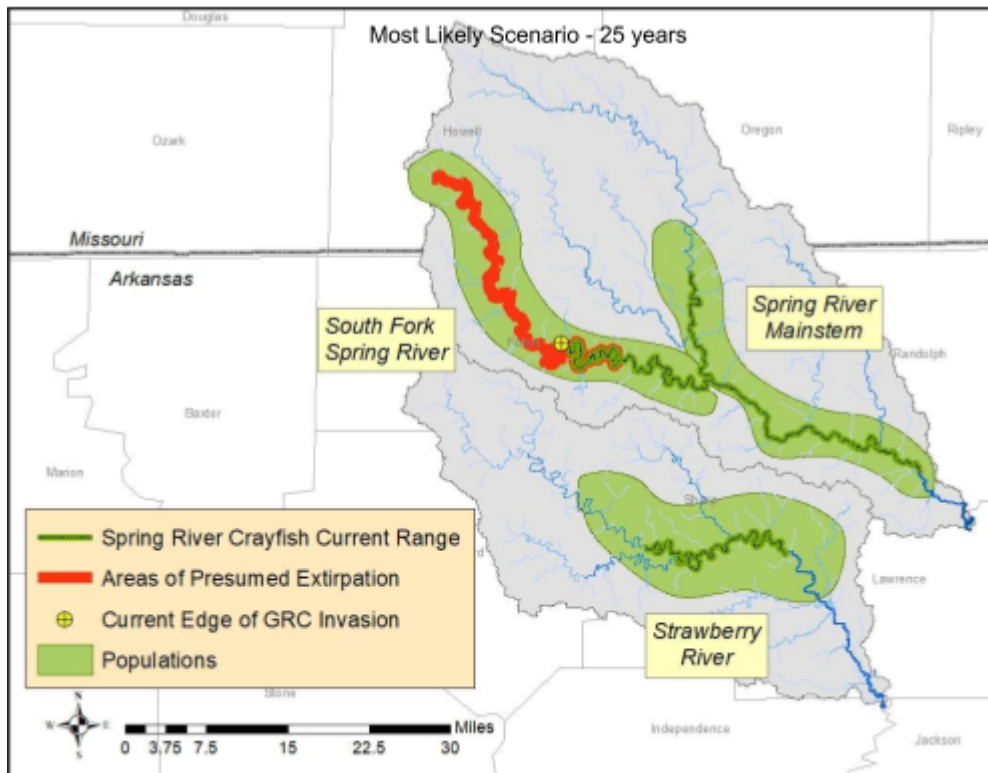 Douglas
Most Likely Scenario - 25 years
Howell
Oregon
Ripley
Ozark
Missouri
Arkansas
South Fork
Spring River
Spring River
Mainstem
Randolph
Baxter
Marion
Spring River Crayfish Current Range
Areas of Presumed Extirpation
Current Edge of GRC Invasion
Populations
Lawrence
Strawberry
River
Stone
N
W E
S
Miles
0 3.75 7.5 15 22.5 30
Independence
Jackson